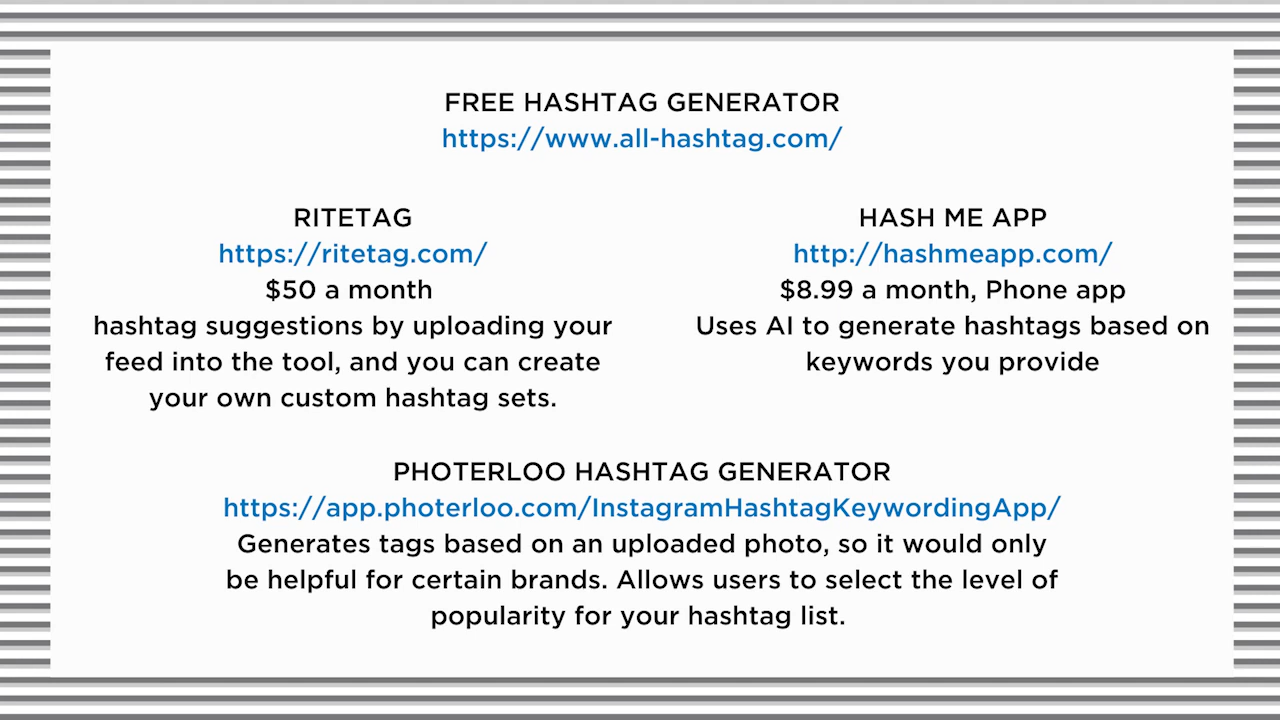 FREE HASHTAG GENERATOR
https://www.all-hashtag.com/
RITETAG
https://ritetag.com/
$50 a month
hashtag suggestions by uploading your
feed into the tool, and you can create
your own custom hashtag sets.
HASH ME APP
http://hashmeapp.com/
$8.99 a month, Phone app
Uses AI to generate hashtags based on
keywords you provide
PHOTERLOO HASHTAG GENERATOR
https://app.photerloo.com/InstagramHashtagKeywordingApp/
Generates tags based on an uploaded photo, so it would only
be helpful for certain brands. Allows users to select the level of
popularity for your hashtag list.